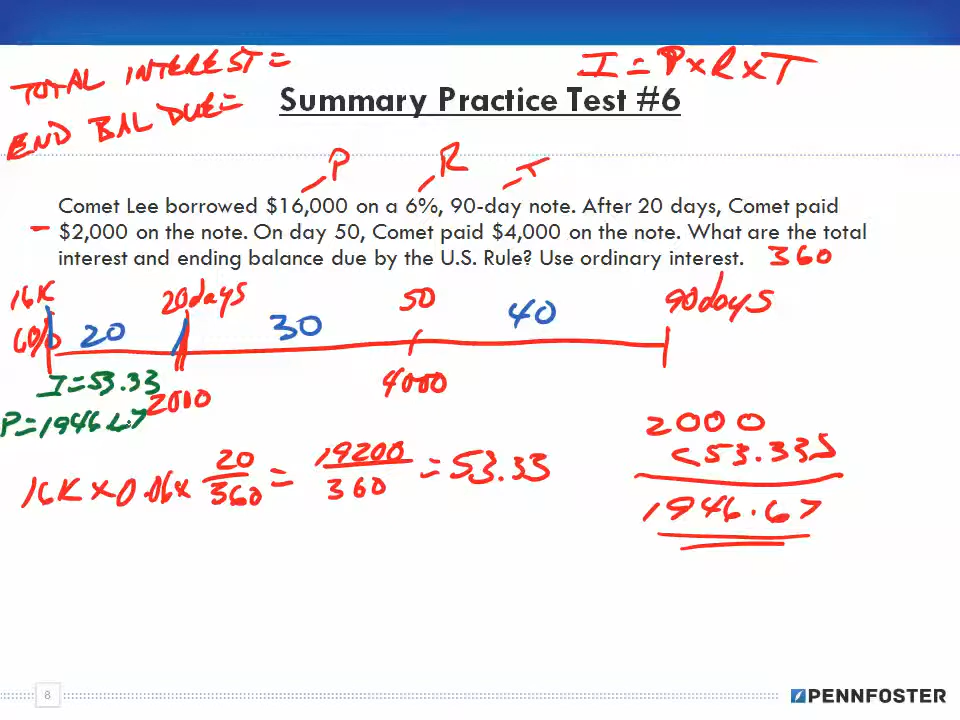 TOTAL INTEREST =
I = P x R x T
Summary Practice Test #6
END BAL DUE =
P R T
Comet Lee borrowed $16,000 on a 6%, 90-day note. After 20 days, Comet paid
$2,000 on the note. On day 50, Comet paid $4,000 on the note. What are the total
interest and ending balance due by the U.S. Rule? Use ordinary interest. 360
16K 20days 50 90days
6% 20 30 40
I=53.33 2000 4000
P=1946.67
2000
<53.33>
1946.67
16K x 0.06 x 20/360 = 19200/360 = 53.33
8
PENNFOSTER